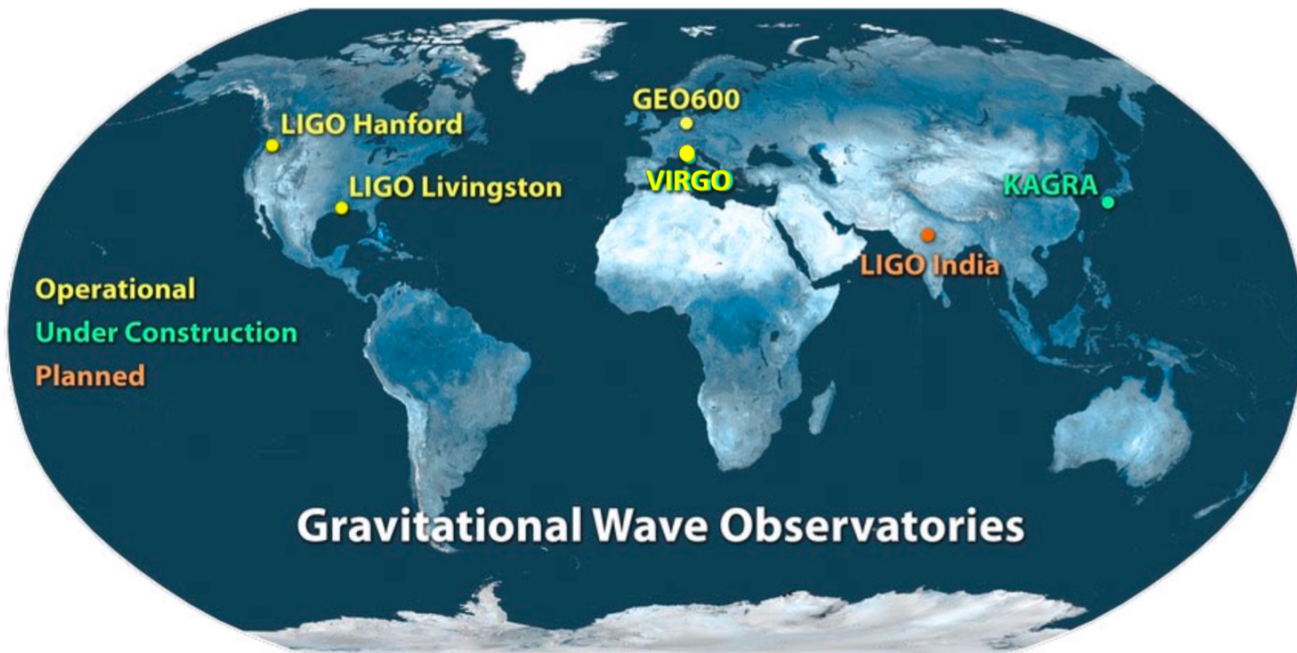 GEO600
LIGO Hanford
VIRGO
LIGO Livingston
KAGRA
LIGO India
Operational
Under Construction
Planned
Gravitational Wave Observatories